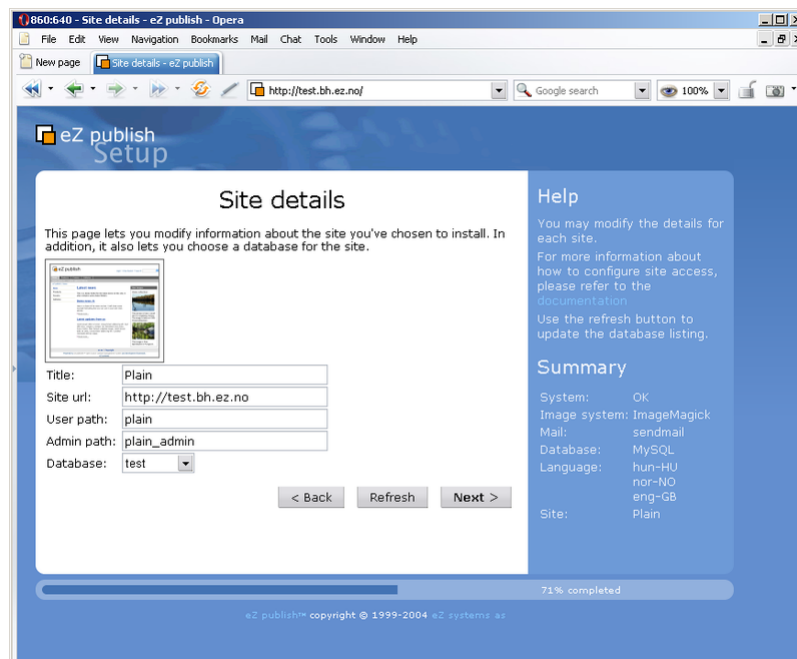 860:640 - Site details - eZ publish - Opera
File Edit View Navigation Bookmarks Mail Chat Tools Window Help
New page Site details - eZ publish
http://test.bh.ez.no/ Google search 100%
eZ publish
Setup
Site details
This page lets you modify information about the site you've chosen to install. In
addition, it also lets you choose a database for the site.
eZ publish
Title: Plain
Site url: http://test.bh.ez.no
User path: plain
Admin path: plain_admin
Database: test
< Back Refresh Next >
Help
You may modify the details for
each site.
For more information about
how to configure site access,
please refer to the
documentation
Use the refresh button to
update the database listing.
Summary
System: OK
Image system: ImageMagick
Mail: sendmail
Database: MySQL
Language: hun-HU
nor-NO
eng-GB
Site: Plain
71% completed
eZ publish™ copyright © 1999-2004 eZ systems as